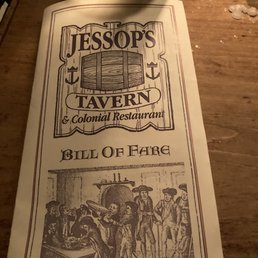 JESSOP'S
TAVERN
& Colonial Restaurant
BILL OF FARE